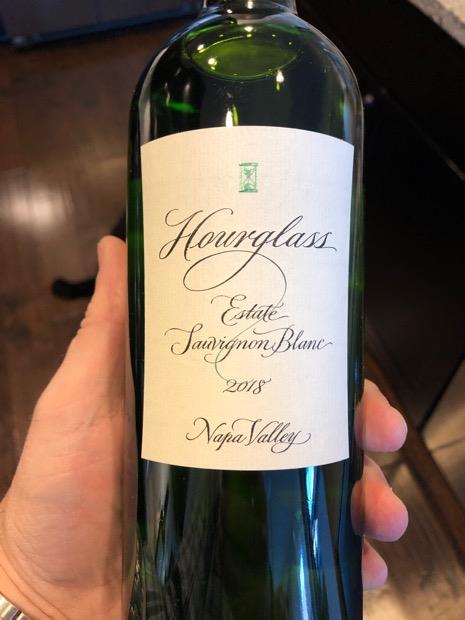 Hourglass
Estate
Sauvignon Blanc
2018
Napa Valley